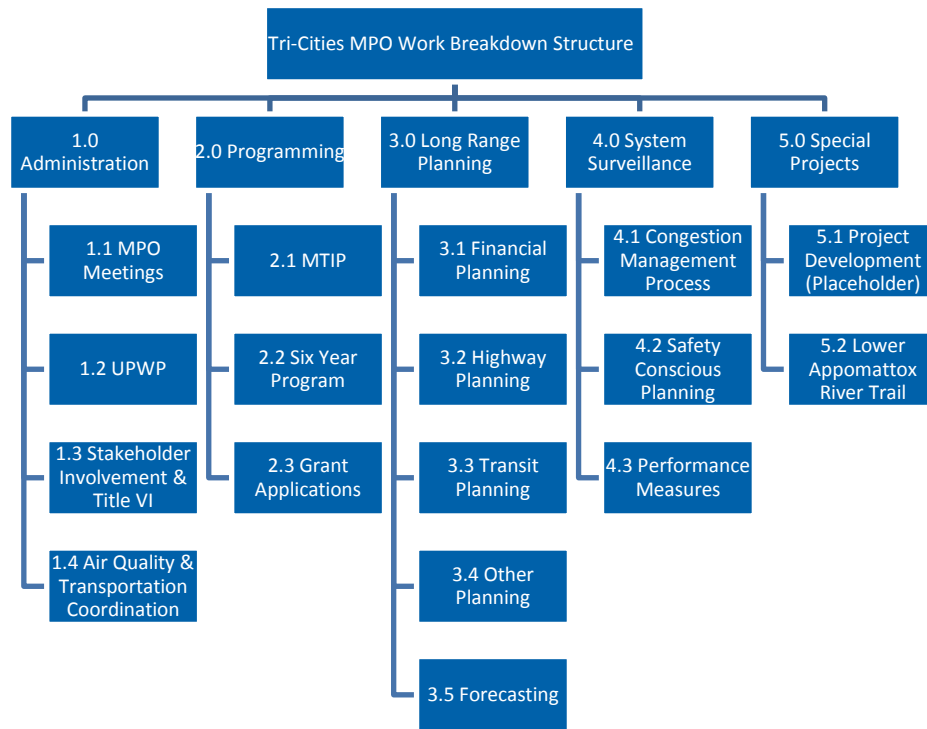 Tri-Cities MPO Work Breakdown Structure
1.0
Administration
2.0 Programming
3.0 Long Range
Planning
4.0 System
Surveillance
5.0 Special
Projects
1.1 MPO
Meetings
2.1 MTIP
3.1 Financial
Planning
4.1 Congestion
Management
Process
5.1 Project
Development
(Placeholder)
1.2 UPWP
2.2 Six Year
Program
3.2 Highway
Planning
4.2 Safety
Conscious
Planning
5.2 Lower
Appomattox
River Trail
1.3 Stakeholder
Involvement &
Title VI
2.3 Grant
Applications
3.3 Transit
Planning
4.3 Performance
Measures
1.4 Air Quality &
Transportation
Coordination
3.4 Other
Planning
3.5 Forecasting